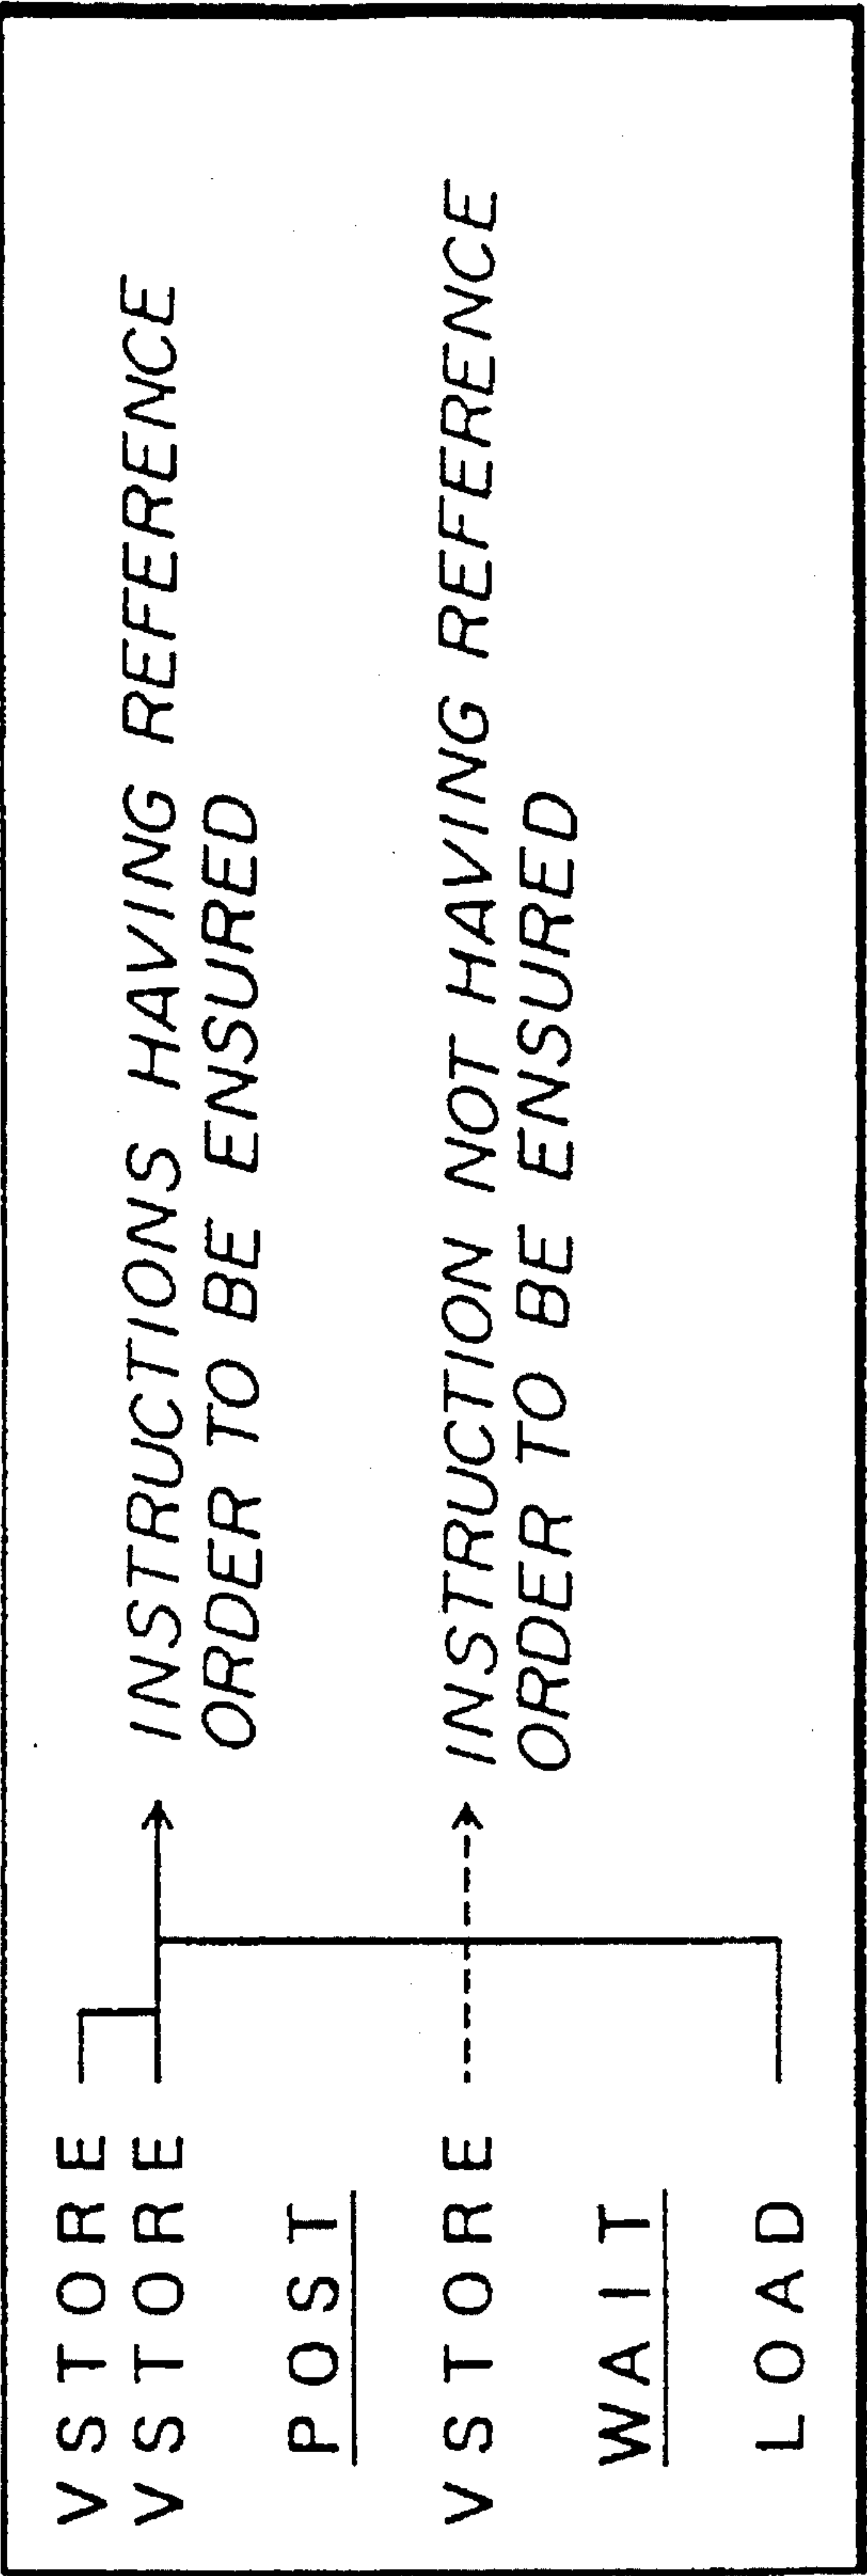 VSTORE
VSTORE
INSTRUCTIONS HAVING REFERENCE
ORDER TO BE ENSURED
POST
VSTORE
INSTRUCTION NOT HAVING REFERENCE
ORDER TO BE ENSURED
WAIT
LOAD